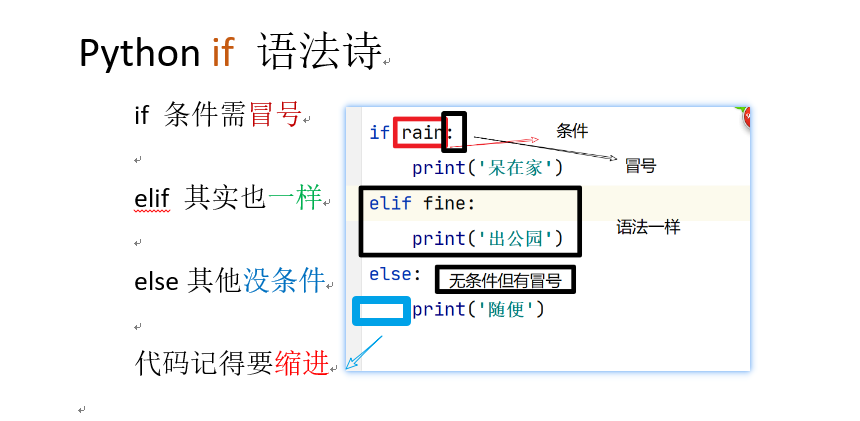 Python if 语法诗
if 条件需冒号
elif 其实也一样
else 其他没条件
代码记得要缩进
if rain:
条件
print('呆在家')
冒号
elif fine:
语法一样
print('出公园')
else:
无条件但有冒号
print('随便')